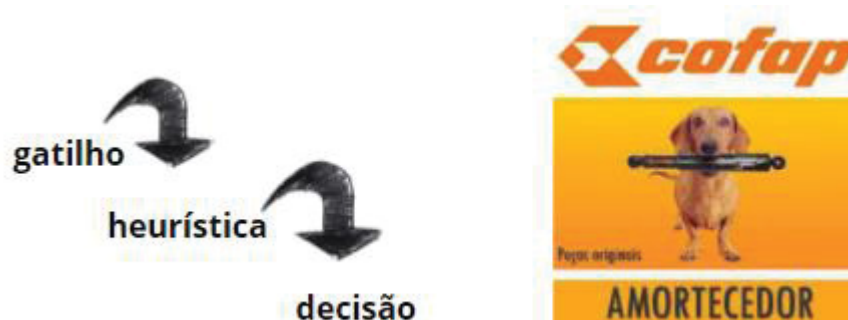 gatilho
heurística
decisão
cofap
Peças originais
AMORTECEDOR